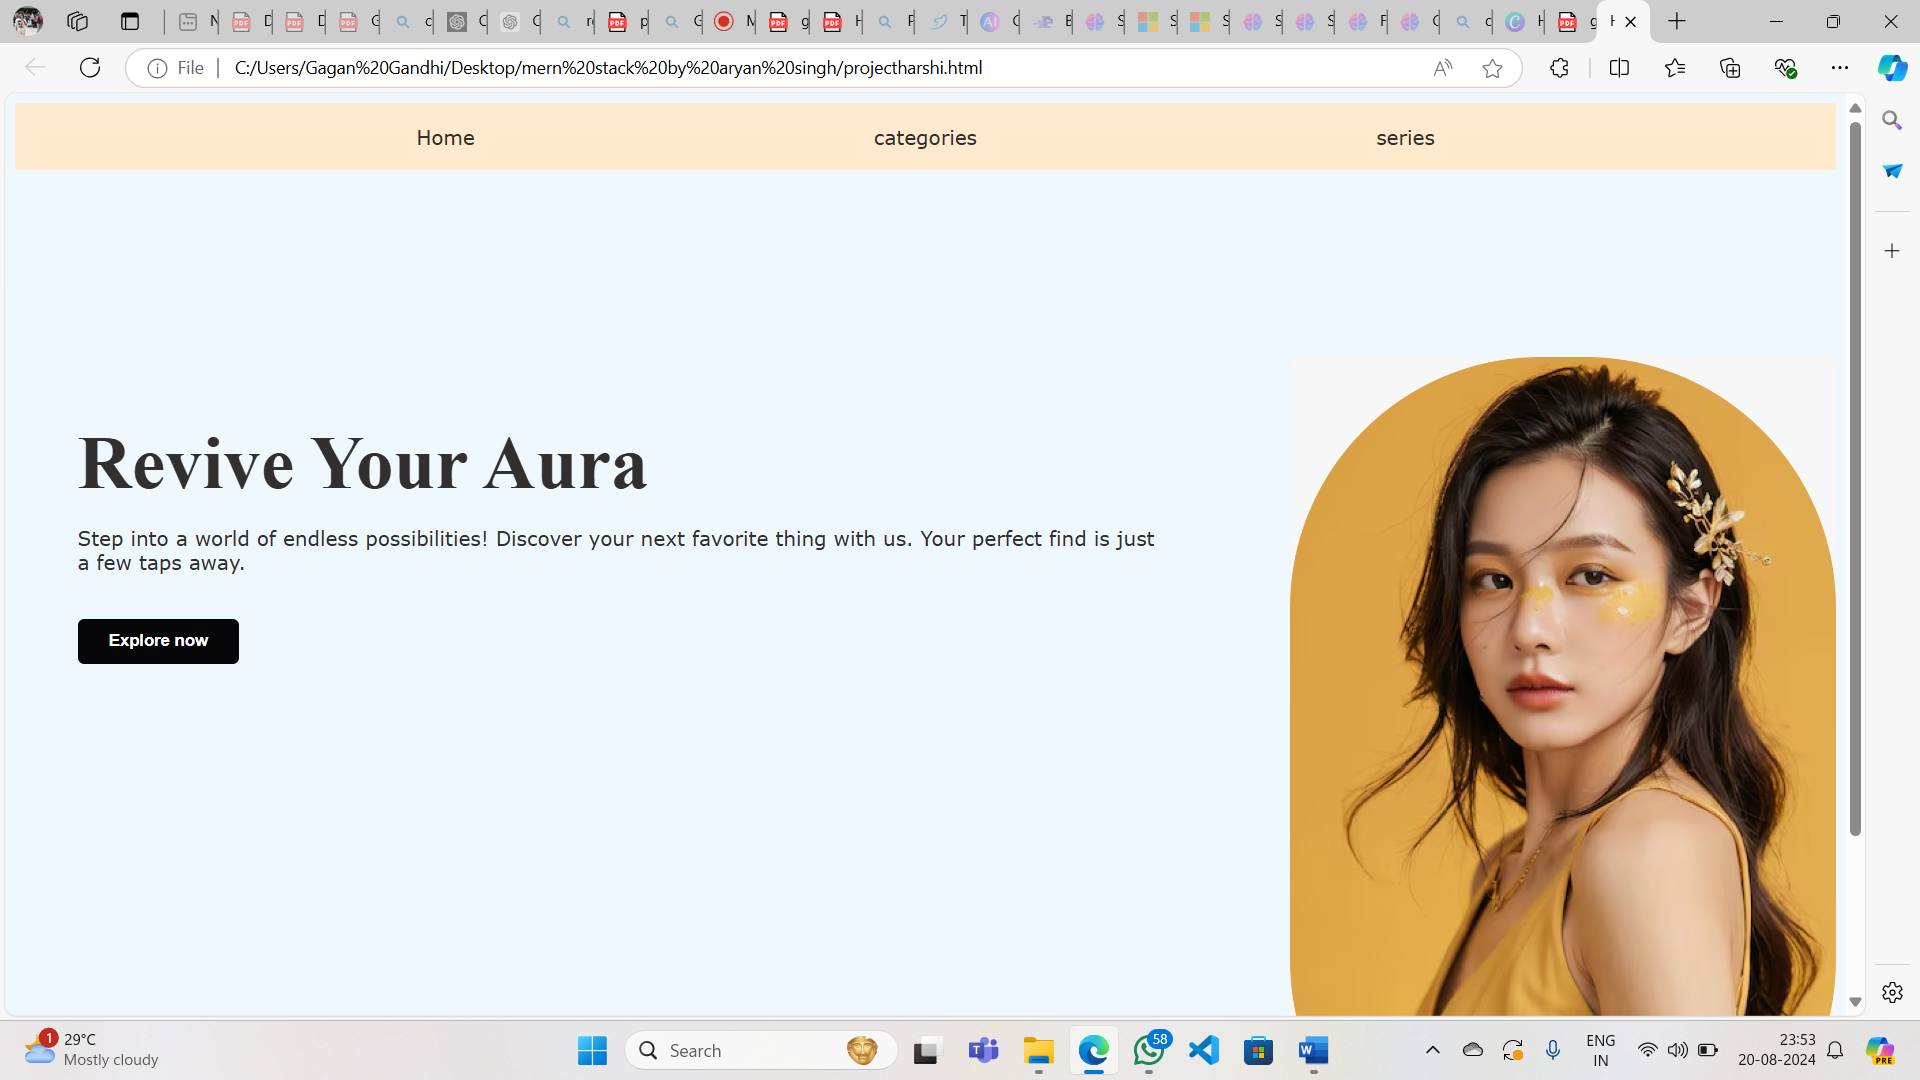 N D D G c C C re p G M g H F T G E S S S S S F C c H g H
File C:/Users/Gagan%20Gandhi/Desktop/mern%20stack%20by%20aryan%20singh/projectharshi.html
Home categories series
Revive Your Aura
Step into a world of endless possibilities! Discover your next favorite thing with us. Your perfect find is just
a few taps away.
Explore now
1 29°C
Mostly cloudy
Search
58
ENG
IN
23:53
20-08-2024
PRE